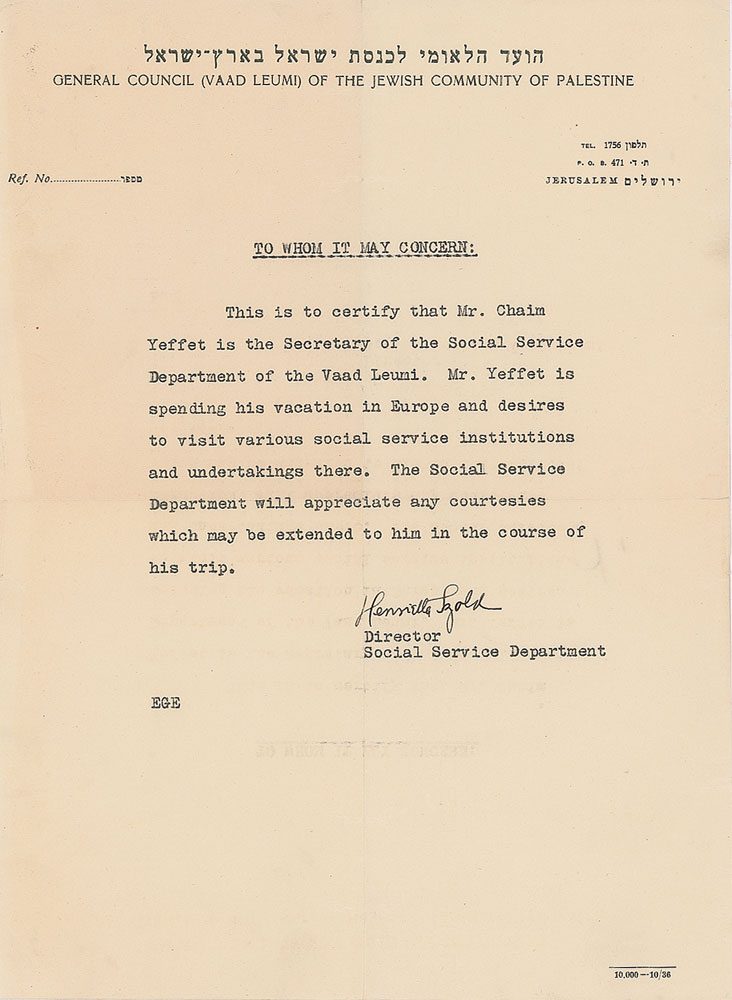 הועד הלאומי לכנסת ישראל בארץ-ישראל
GENERAL COUNCIL (VAAD LEUMI) OF THE JEWISH COMMUNITY OF PALESTINE
TEL. 1756 תלפון
P. O. B. 471 ת. ד.
Ref. No.......................מספר
JERUSALEM ירושלים
TO WHOM IT MAY CONCERN:
This is to certify that Mr. Chaim
Yeffet is the Secretary of the Social Service
Department of the Vaad Leumi. Mr. Yeffet is
spending his vacation in Europe and desires
to visit various social service institutions
and undertakings there. The Social Service
Department will appreciate any courtesies
which may be extended to him in the course of
his trip.
Henrietta Szold
Director
Social Service Department
EGE
10,000—10/36